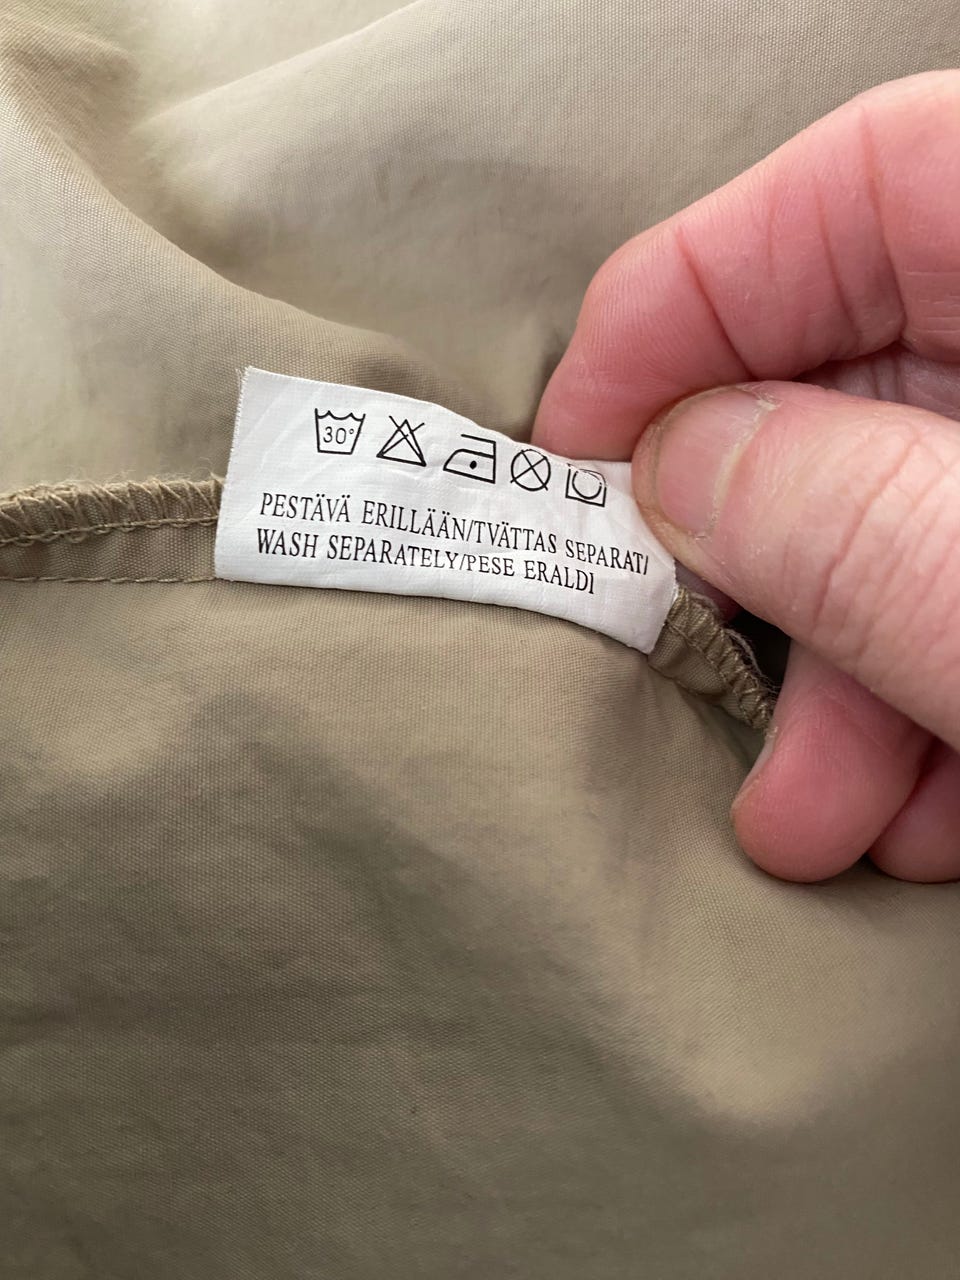 30°
PESTÄVÄ ERILLÄÄN/TVÄTTAS SEPARAT/
WASH SEPARATELY/PESE ERALDI